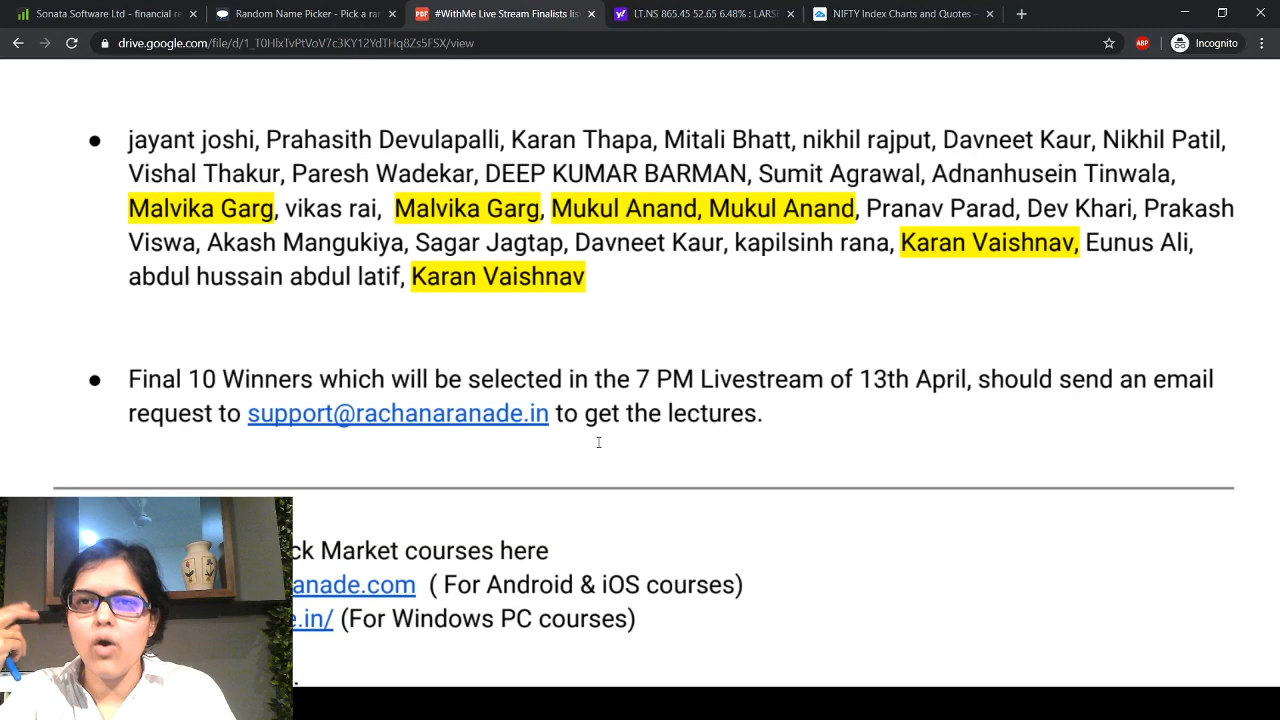 Sonata Software Ltd - financial re
Random Name Picker - Pick a ran
#WithMe Live Stream Finalists lis
LT.NS 865.45 52.65 6.48% : LARSE
NIFTY Index Charts and Quotes —
drive.google.com/file/d/1_T0HlxTvPtVoV7c3KY12YdTHq8Zs5FSX/view
ABP
Incognito
● jayant joshi, Prahasith Devulapalli, Karan Thapa, Mitali Bhatt, nikhil rajput, Davneet Kaur, Nikhil Patil,
Vishal Thakur, Paresh Wadekar, DEEP KUMAR BARMAN, Sumit Agrawal, Adnanhusein Tinwala,
Malvika Garg, vikas rai, Malvika Garg, Mukul Anand, Mukul Anand, Pranav Parad, Dev Khari, Prakash
Viswa, Akash Mangukiya, Sagar Jagtap, Davneet Kaur, kapilsinh rana, Karan Vaishnav, Eunus Ali,
abdul hussain abdul latif, Karan Vaishnav
● Final 10 Winners which will be selected in the 7 PM Livestream of 13th April, should send an email
request to support@rachanaranade.in to get the lectures.
ck Market courses here
anade.com ( For Android & iOS courses)
e.in/ (For Windows PC courses)